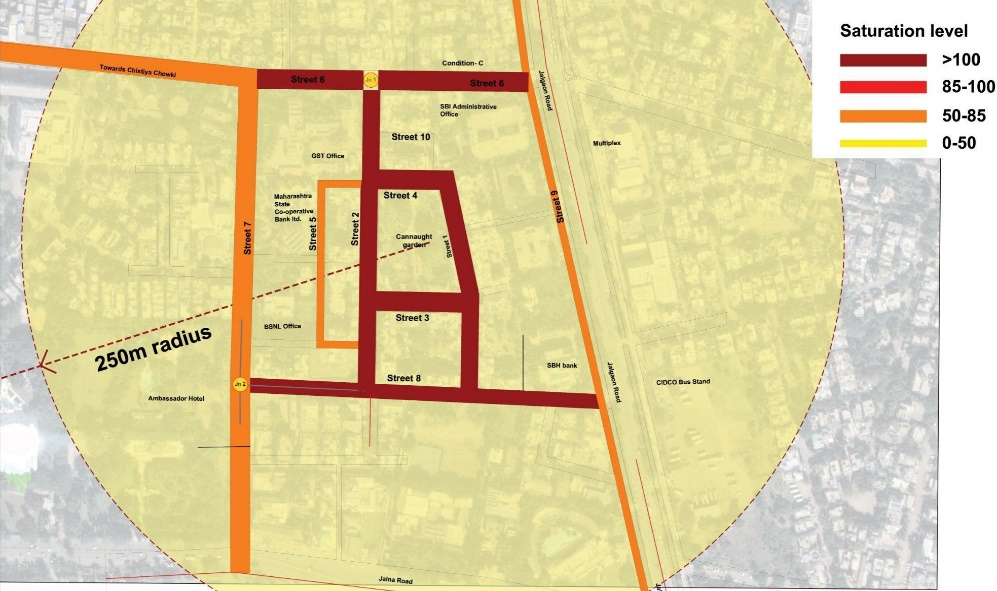 Saturation level
>100
85-100
50-85
0-50
Towards Chistiya Chowki
Street 6
Jn 1
Condition- C
Street 6
SBI Administrative
Office
Jalgaon Road
Multiplex
Street 10
GST Office
Maharashtra
State
Co-operative
Bank ltd.
Street 5
Street 2
Street 4
Cannaught
garden
Street 1
Street 9
Street 7
Street 3
BSNL Office
250m radius
Jn 2
Street 8
SBH bank
Jalgaon Road
CIDCO Bus Stand
Ambassador Hotel
Jalna Road